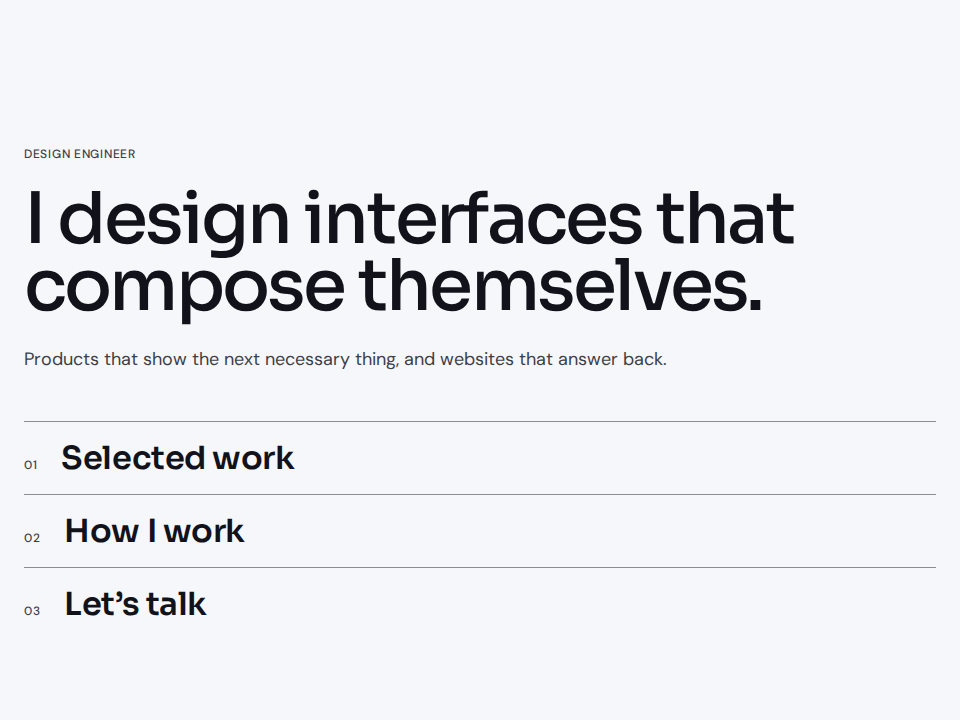 DESIGN ENGINEER
I design interfaces that
compose themselves.
Products that show the next necessary thing, and websites that answer back.
01 Selected work
02 How I work
03 Let’s talk